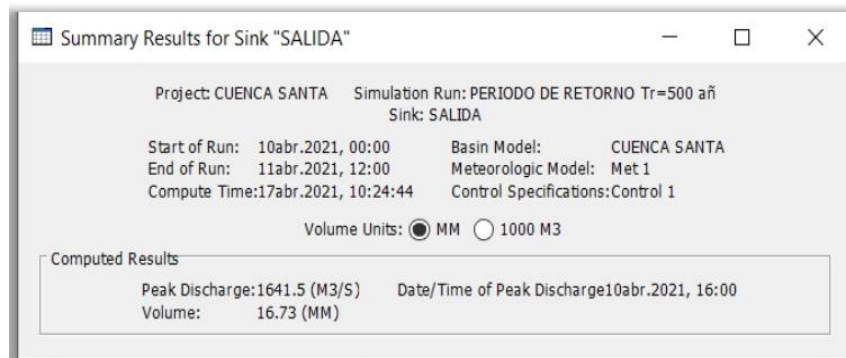 Summary Results for Sink "SALIDA"
Project: CUENCA SANTA Simulation Run: PERIODO DE RETORNO Tr=500 añ
Sink: SALIDA
Start of Run: 10abr.2021, 00:00 Basin Model: CUENCA SANTA
End of Run: 11abr.2021, 12:00 Meteorologic Model: Met 1
Compute Time:17abr.2021, 10:24:44 Control Specifications:Control 1
Volume Units: MM 1000 M3
Computed Results
Peak Discharge:1641.5 (M3/S) Date/Time of Peak Discharge10abr.2021, 16:00
Volume: 16.73 (MM)